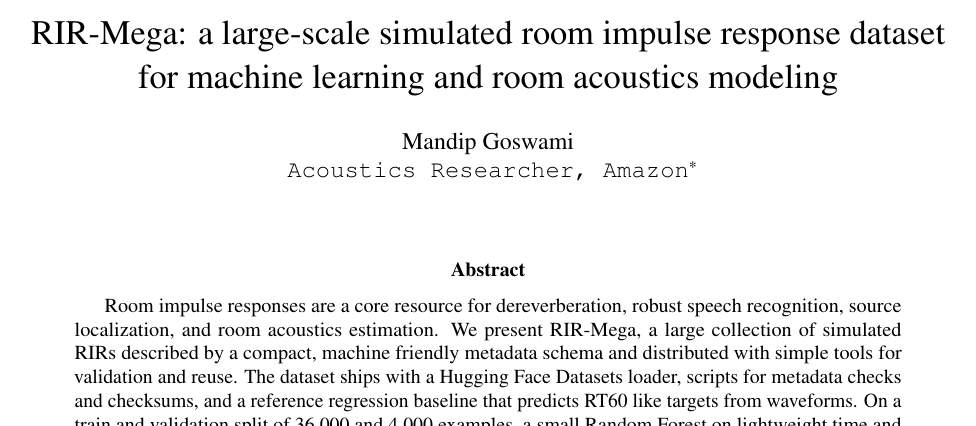 RIR-Mega: a large-scale simulated room impulse response dataset
for machine learning and room acoustics modeling
Mandip Goswami
Acoustics Researcher, Amazon*
Abstract
Room impulse responses are a core resource for dereverberation, robust speech recognition, source
localization, and room acoustics estimation. We present RIR-Mega, a large collection of simulated
RIRs described by a compact, machine friendly metadata schema and distributed with simple tools for
validation and reuse. The dataset ships with a Hugging Face Datasets loader, scripts for metadata checks
and checksums, and a reference regression baseline that predicts RT60 like targets from waveforms. On a
train and validation split of 36,000 and 4,000 examples, a small Random Forest on lightweight time and